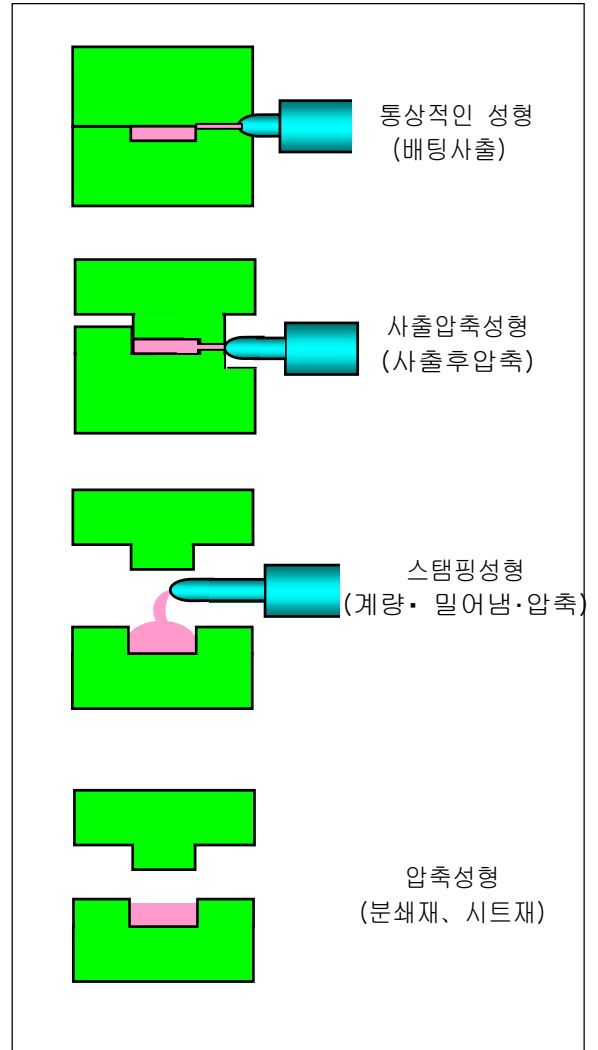 통상적인 성형
(배팅사출)
사출압축성형
(사출후압축)
스탬핑성형
(계량· 밀어냄·압축)
압축성형
(분쇄재、시트재)